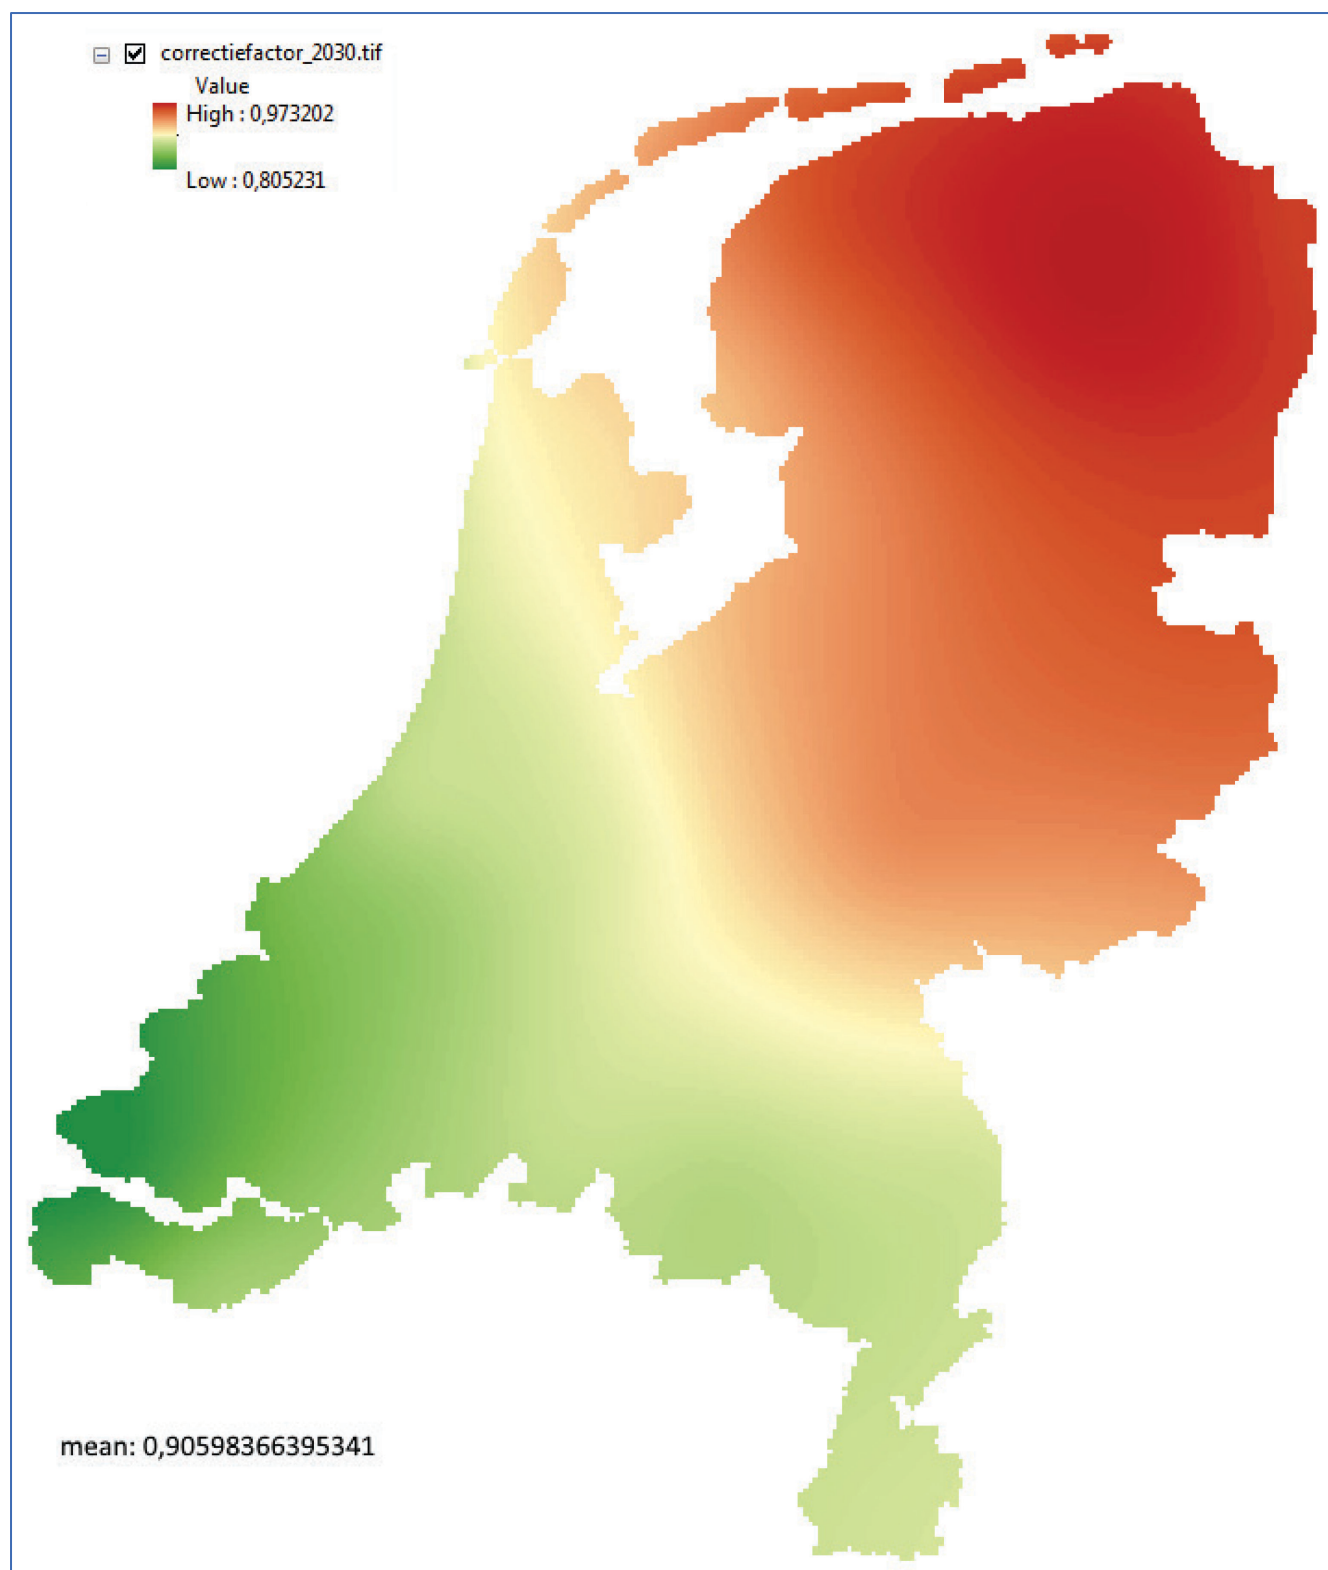 correctiefactor_2030.tif
Value
High : 0,973202
Low : 0,805231
mean: 0,90598366395341